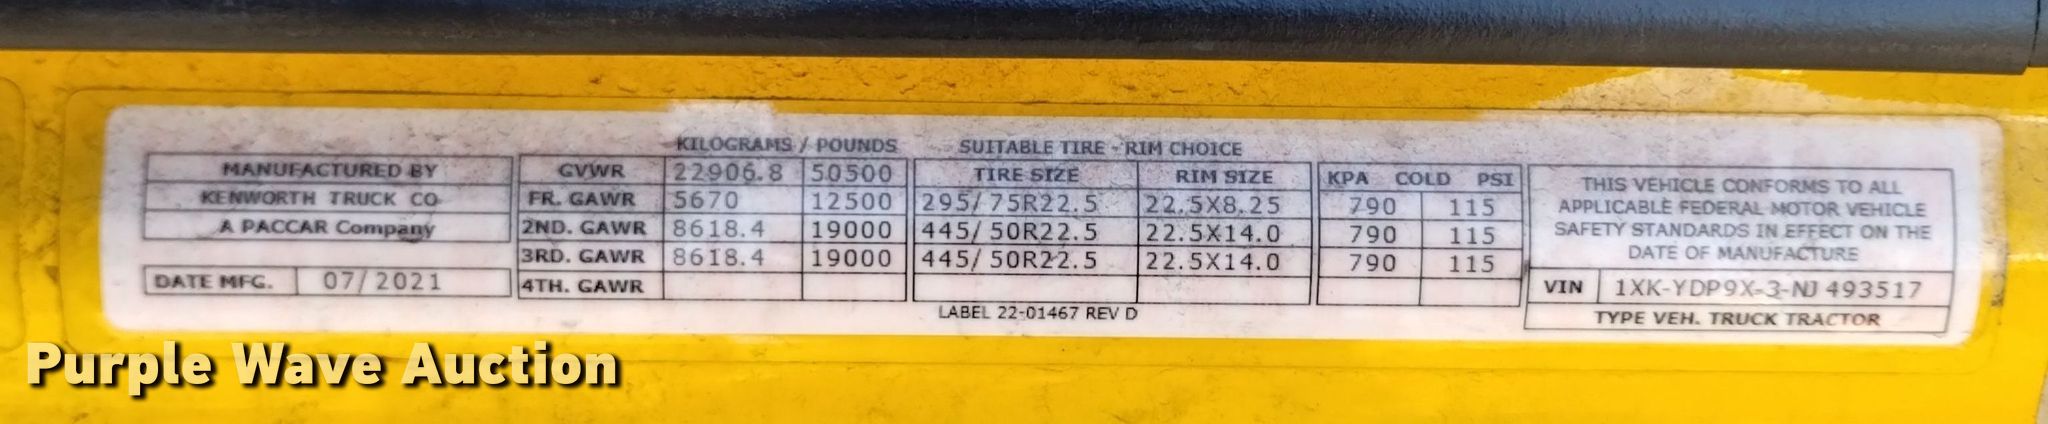 KILOGRAMS / POUNDS SUITABLE TIRE - RIM CHOICE
MANUFACTURED BY
KENWORTH TRUCK CO
A PACCAR Company
DATE MFG. 07/2021
GVWR 22906.8 50500 TIRE SIZE RIM SIZE KPA COLD PSI
FR. GAWR 5670 12500 295/75R22.5 22.5X8.25 790 115
2ND. GAWR 8618.4 19000 445/50R22.5 22.5X14.0 790 115
3RD. GAWR 8618.4 19000 445/50R22.5 22.5X14.0 790 115
4TH. GAWR
LABEL 22-01467 REV D
THIS VEHICLE CONFORMS TO ALL
APPLICABLE FEDERAL MOTOR VEHICLE
SAFETY STANDARDS IN EFFECT ON THE
DATE OF MANUFACTURE
VIN 1XK-YDP9X-3-NJ 493517
TYPE VEH. TRUCK TRACTOR
Purple Wave Auction